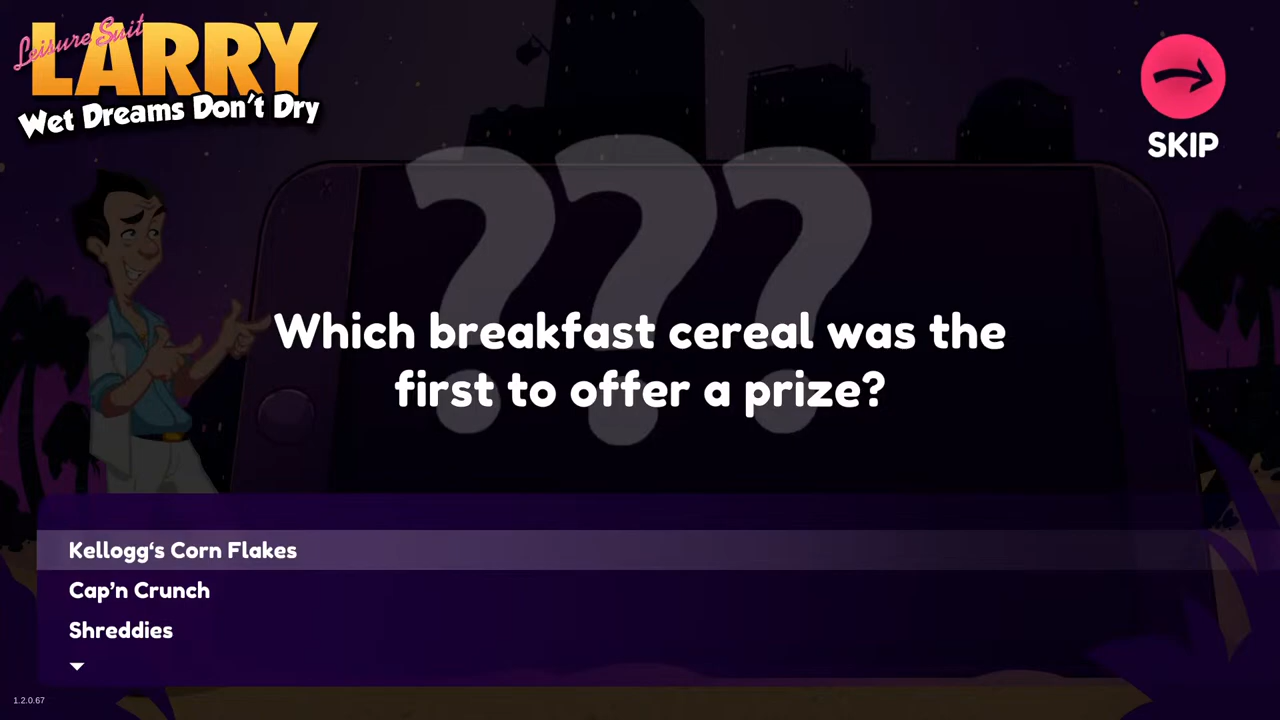 Leisure Suit
LARRY
Wet Dreams Don't Dry
SKIP
???
Which breakfast cereal was the
first to offer a prize?
Kellogg‘s Corn Flakes
Cap’n Crunch
Shreddies
1.2.0.67